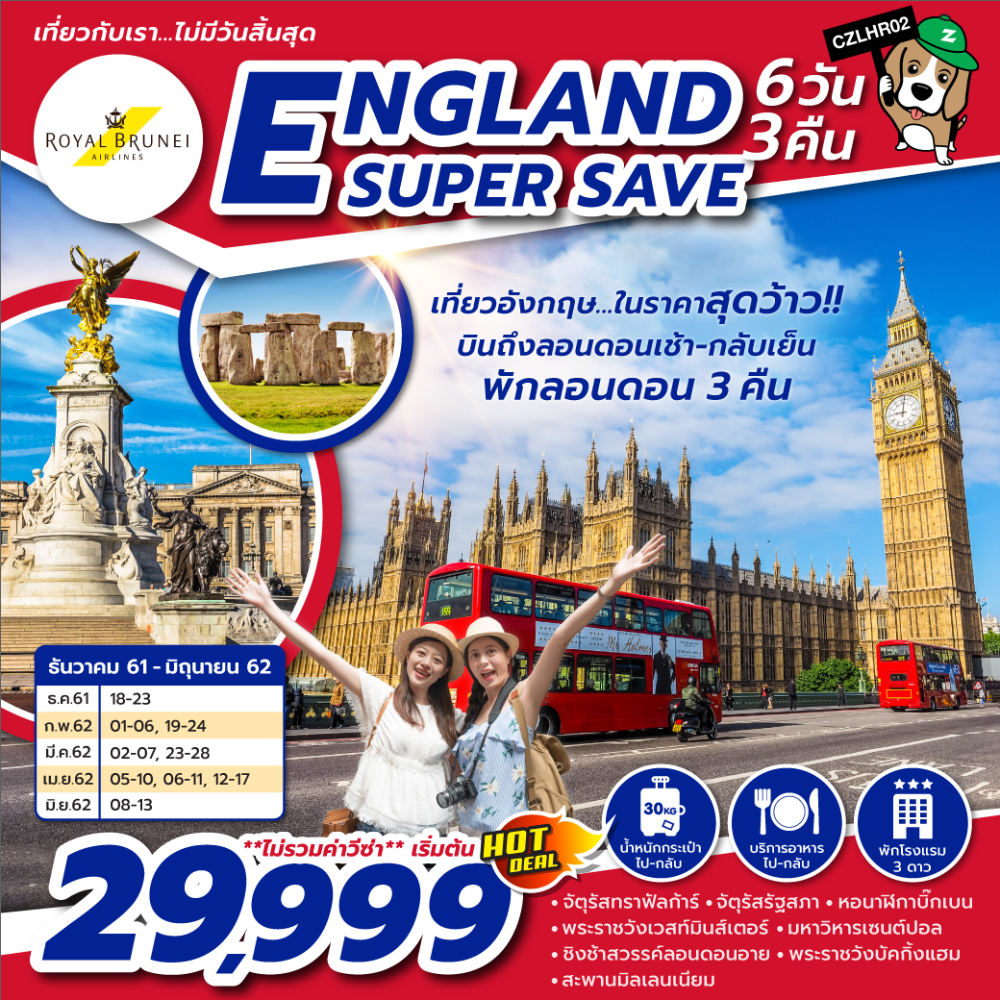 เที่ยวกับเรา...ไม่มีวันสิ้นสุด
CZLHR02
Z
ROYAL BRUNEI
AIRLINES
ENGLAND
SUPER SAVE
6 วัน
3 คืน
เที่ยวอังกฤษ...ในราคาสุดว้าว!!
บินถึงลอนดอนเช้า-กลับเย็น
พักลอนดอน 3 คืน
159
Mr Holmes
ธันวาคม 61 - มิถุนายน 62
ธ.ค.61 18-23
ก.พ.62 01-06, 19-24
มี.ค.62 02-07, 23-28
เม.ย.62 05-10, 06-11, 12-17
มิ.ย.62 08-13
**ไม่รวมค่าวีซ่า** เริ่มต้น
29,999
HOT
DEAL
30KG
น้ำหนักกระเป๋า
ไป-กลับ
บริการอาหาร
ไป-กลับ
พักโรงแรม
3 ดาว
• จัตุรัสทราฟัลก้าร์ • จัตุรัสรัฐสภา • หอนาฬิกาบิ๊กเบน
• พระราชวังเวสท์มินส์เตอร์ • มหาวิหารเซนต์ปอล
• ชิงช้าสวรรค์ลอนดอนอาย • พระราชวังบัคกิ้งแฮม
• สะพานมิลเลนเนียม